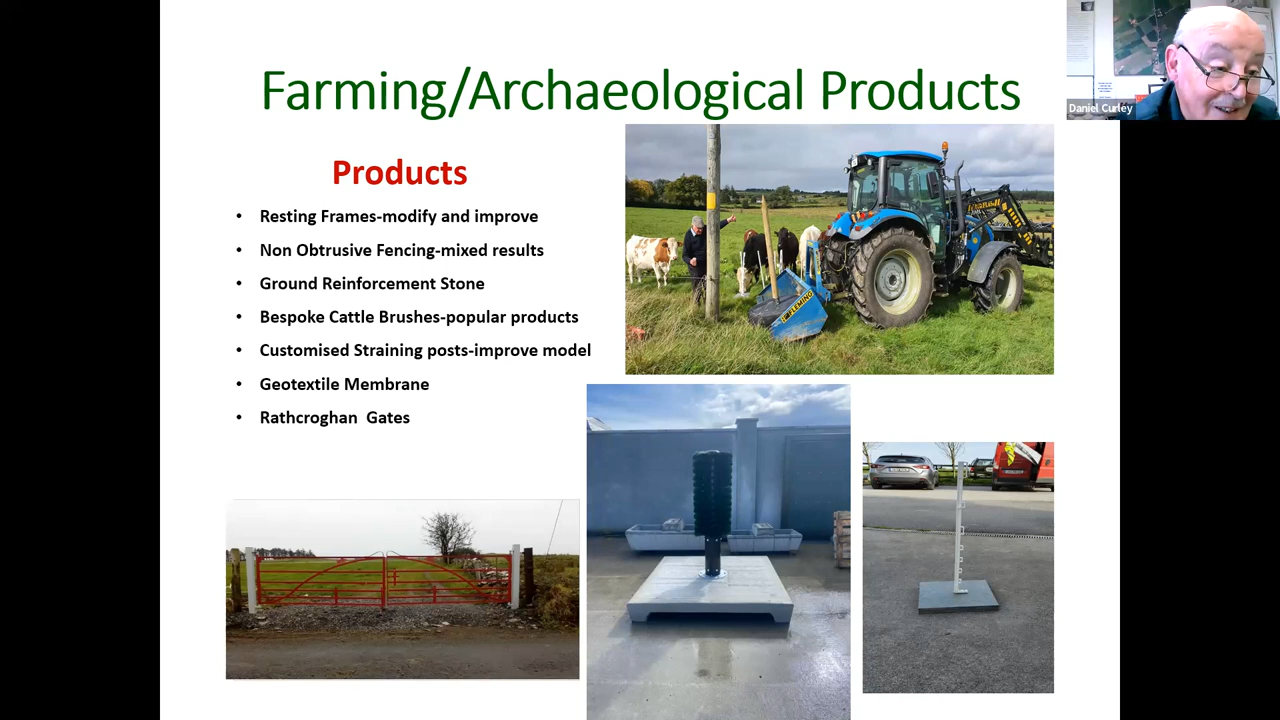 Farming/Archaeological Products
Daniel Curley
Products
• Resting Frames-modify and improve
• Non Obtrusive Fencing-mixed results
• Ground Reinforcement Stone
• Bespoke Cattle Brushes-popular products
• Customised Straining posts-improve model
• Geotextile Membrane
• Rathcroghan Gates
FLEMING